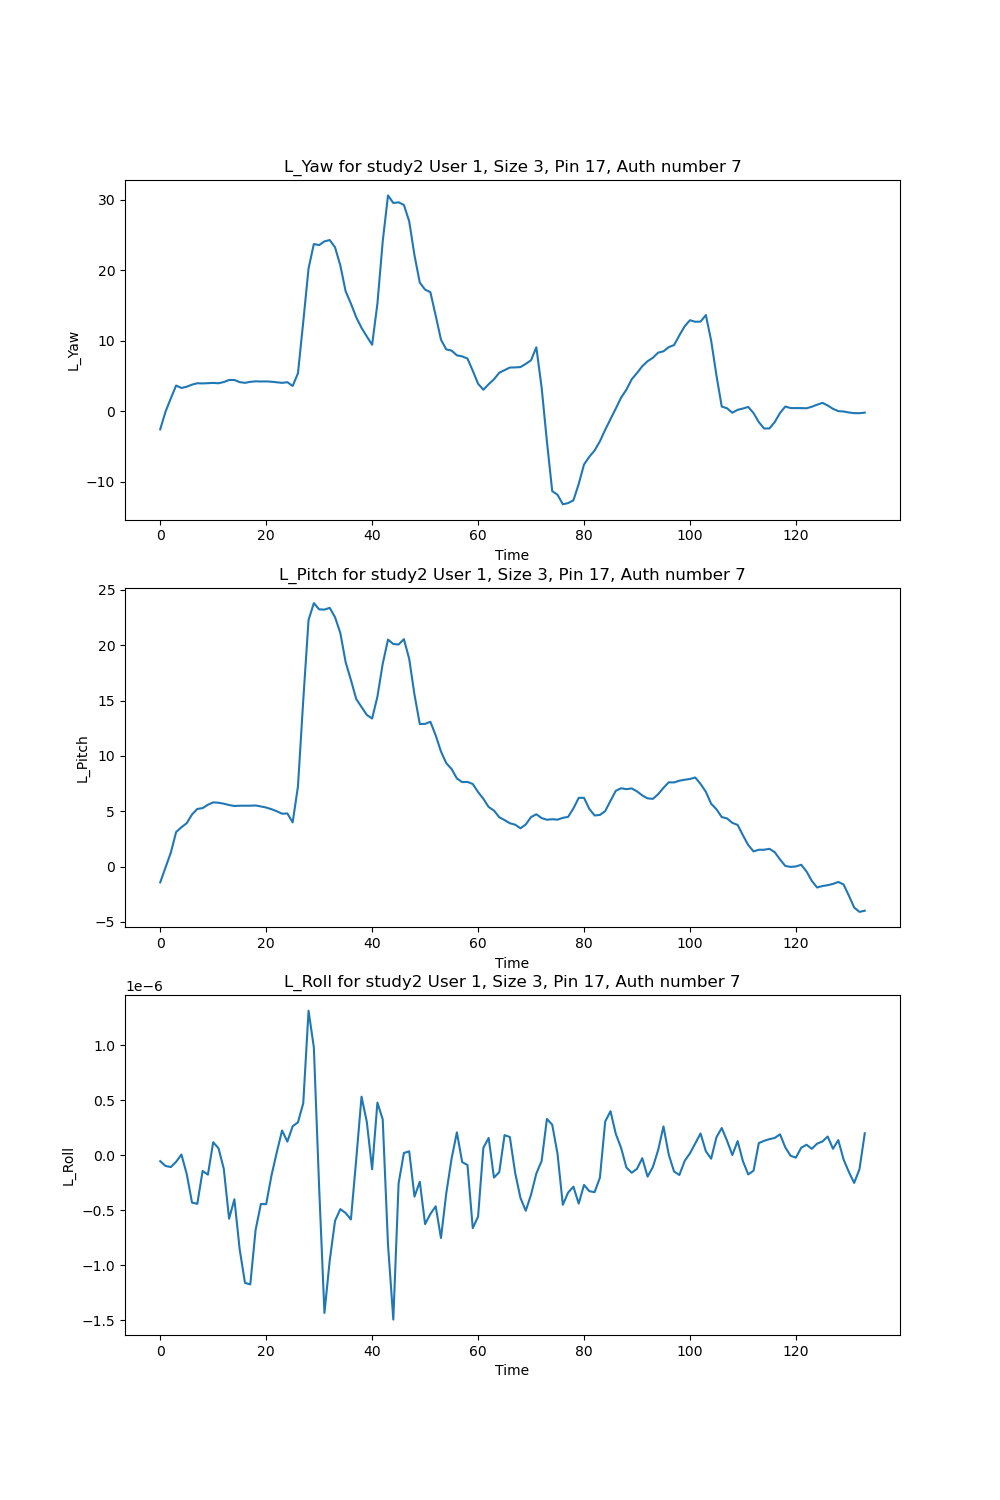 L_Yaw for study2 User 1, Size 3, Pin 17, Auth number 7
30
20
10
0
−10
L_Yaw
0 20 40 60 80 100 120
Time
L_Pitch for study2 User 1, Size 3, Pin 17, Auth number 7
25
20
15
10
5
0
−5
L_Pitch
0 20 40 60 80 100 120
Time
L_Roll for study2 User 1, Size 3, Pin 17, Auth number 7
1e−6
1.0
0.5
0.0
−0.5
−1.0
−1.5
L_Roll
0 20 40 60 80 100 120
Time